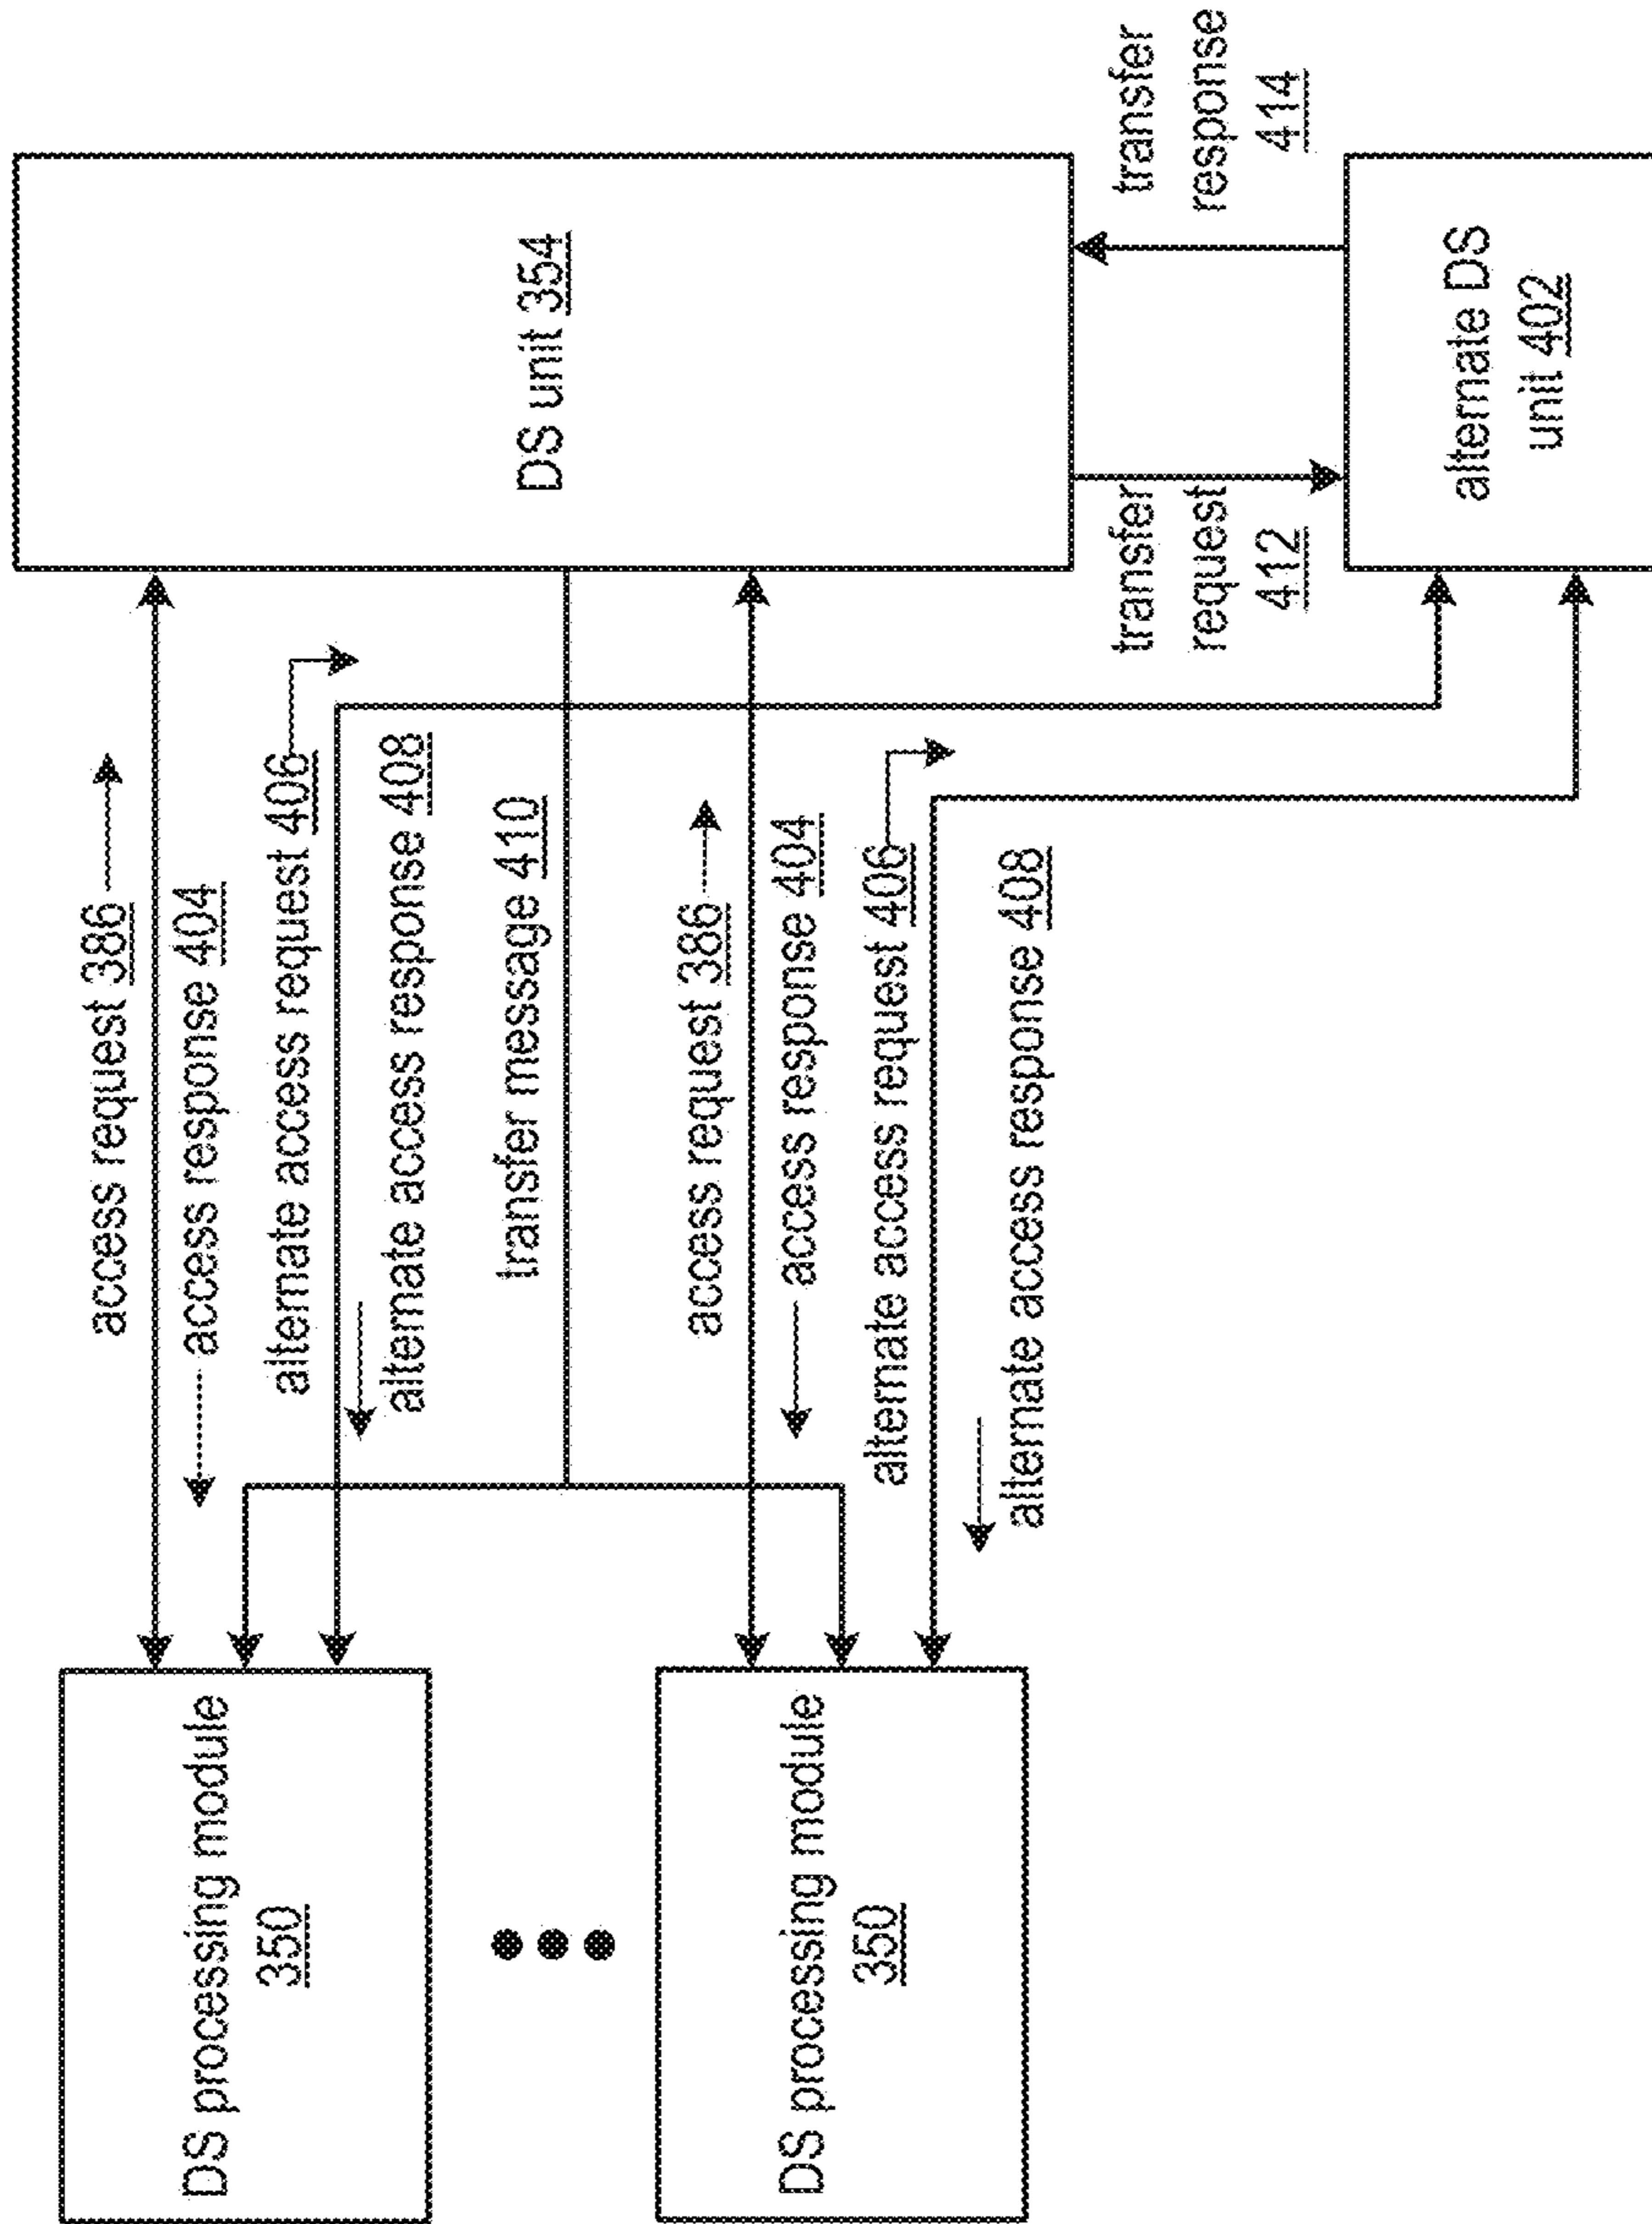 DS processing module
350
access request 386
access response 404
alternate access request 406
alternate access response 408
transfer message 410
DS unit 354
DS processing module
350
access request 386
access response 404
alternate access request 406
alternate access response 408
transfer
request
412
transfer
response
414
alternate DS
unit 402